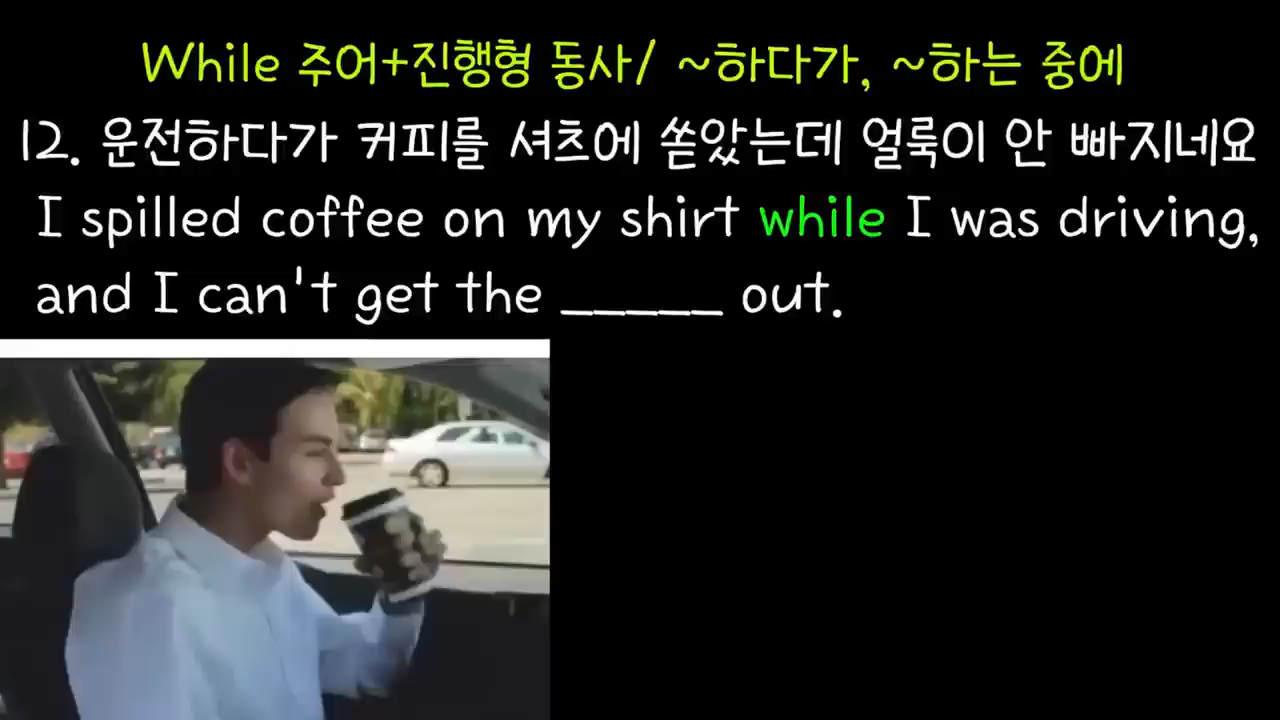 While 주어+진행형 동사/ ~하다가, ~하는 중에
12. 운전하다가 커피를 셔츠에 쏟았는데 얼룩이 안 빠지네요
I spilled coffee on my shirt while I was driving,
and I can't get the _____ out.